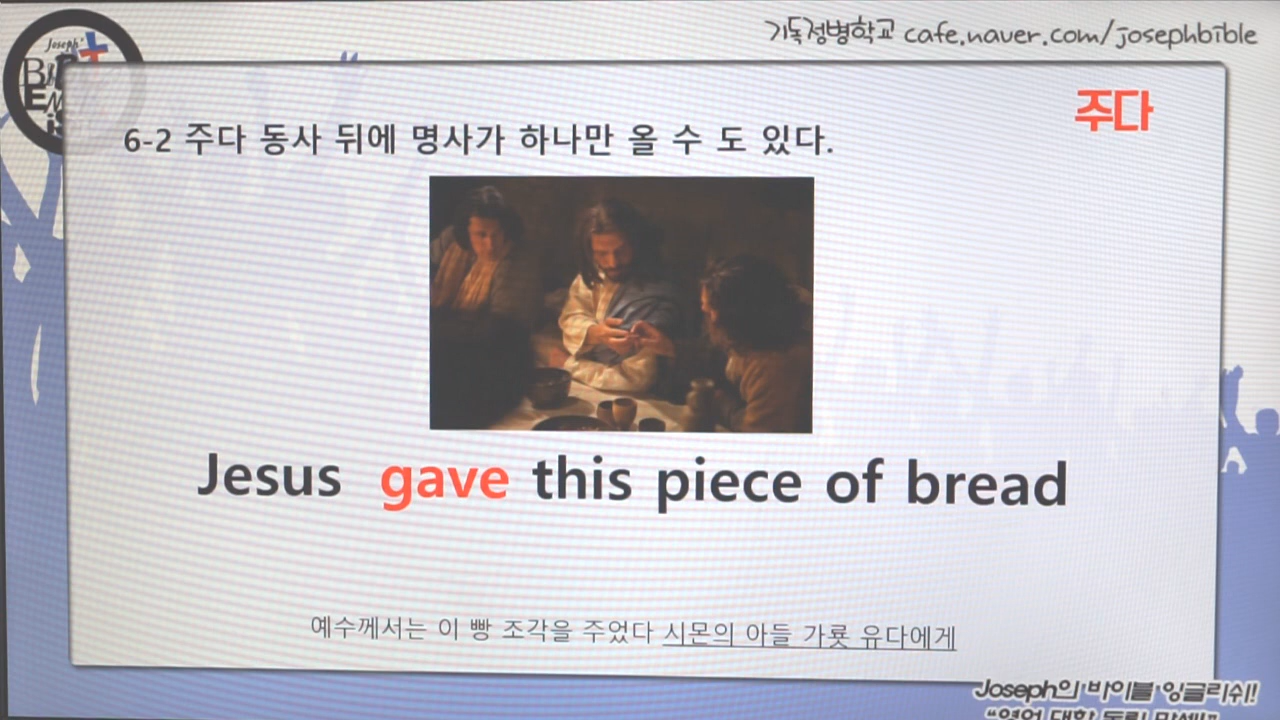 기독정병학교 cafe.naver.com/josephbible
Joseph'
주다
6-2 주다 동사 뒤에 명사가 하나만 올 수 도 있다.
Jesus gave this piece of bread
예수께서는 이 빵 조각을 주었다 시몬의 아들 가룟 유다에게
Joseph의 바이블 잉글리쉬!